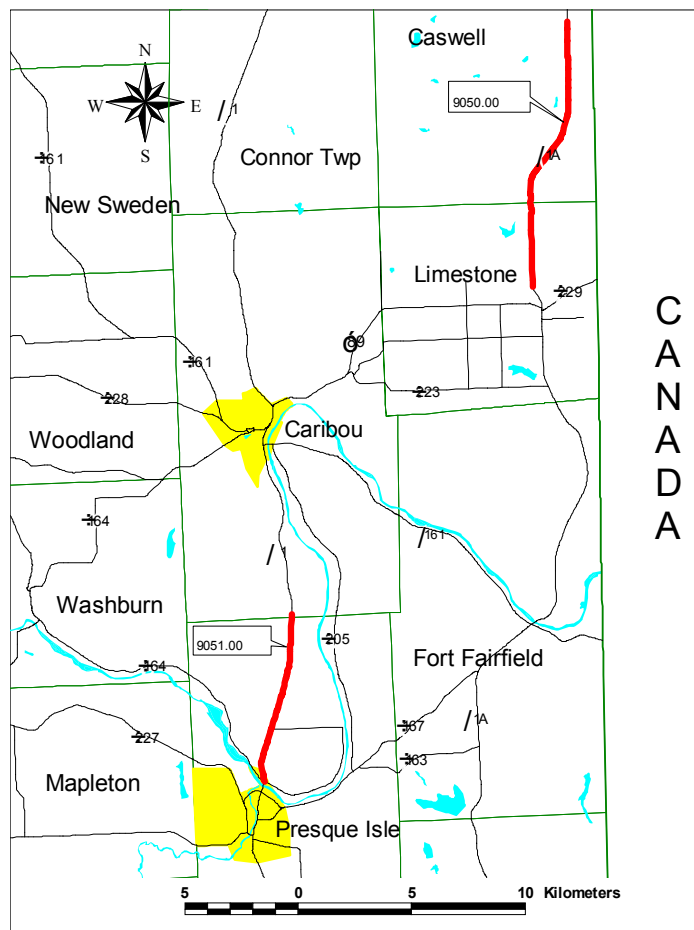 Caswell
N
9050.00
W
E
1
S
1A
161
Connor Twp
New Sweden
Limestone
229
89
161
223
228
Caribou
Woodland
C
A
N
A
D
A
164
161
1
Washburn
205
9051.00
Fort Fairfield
164
167
1A
227
163
Mapleton
Presque Isle
5
0
5
10
Kilometers